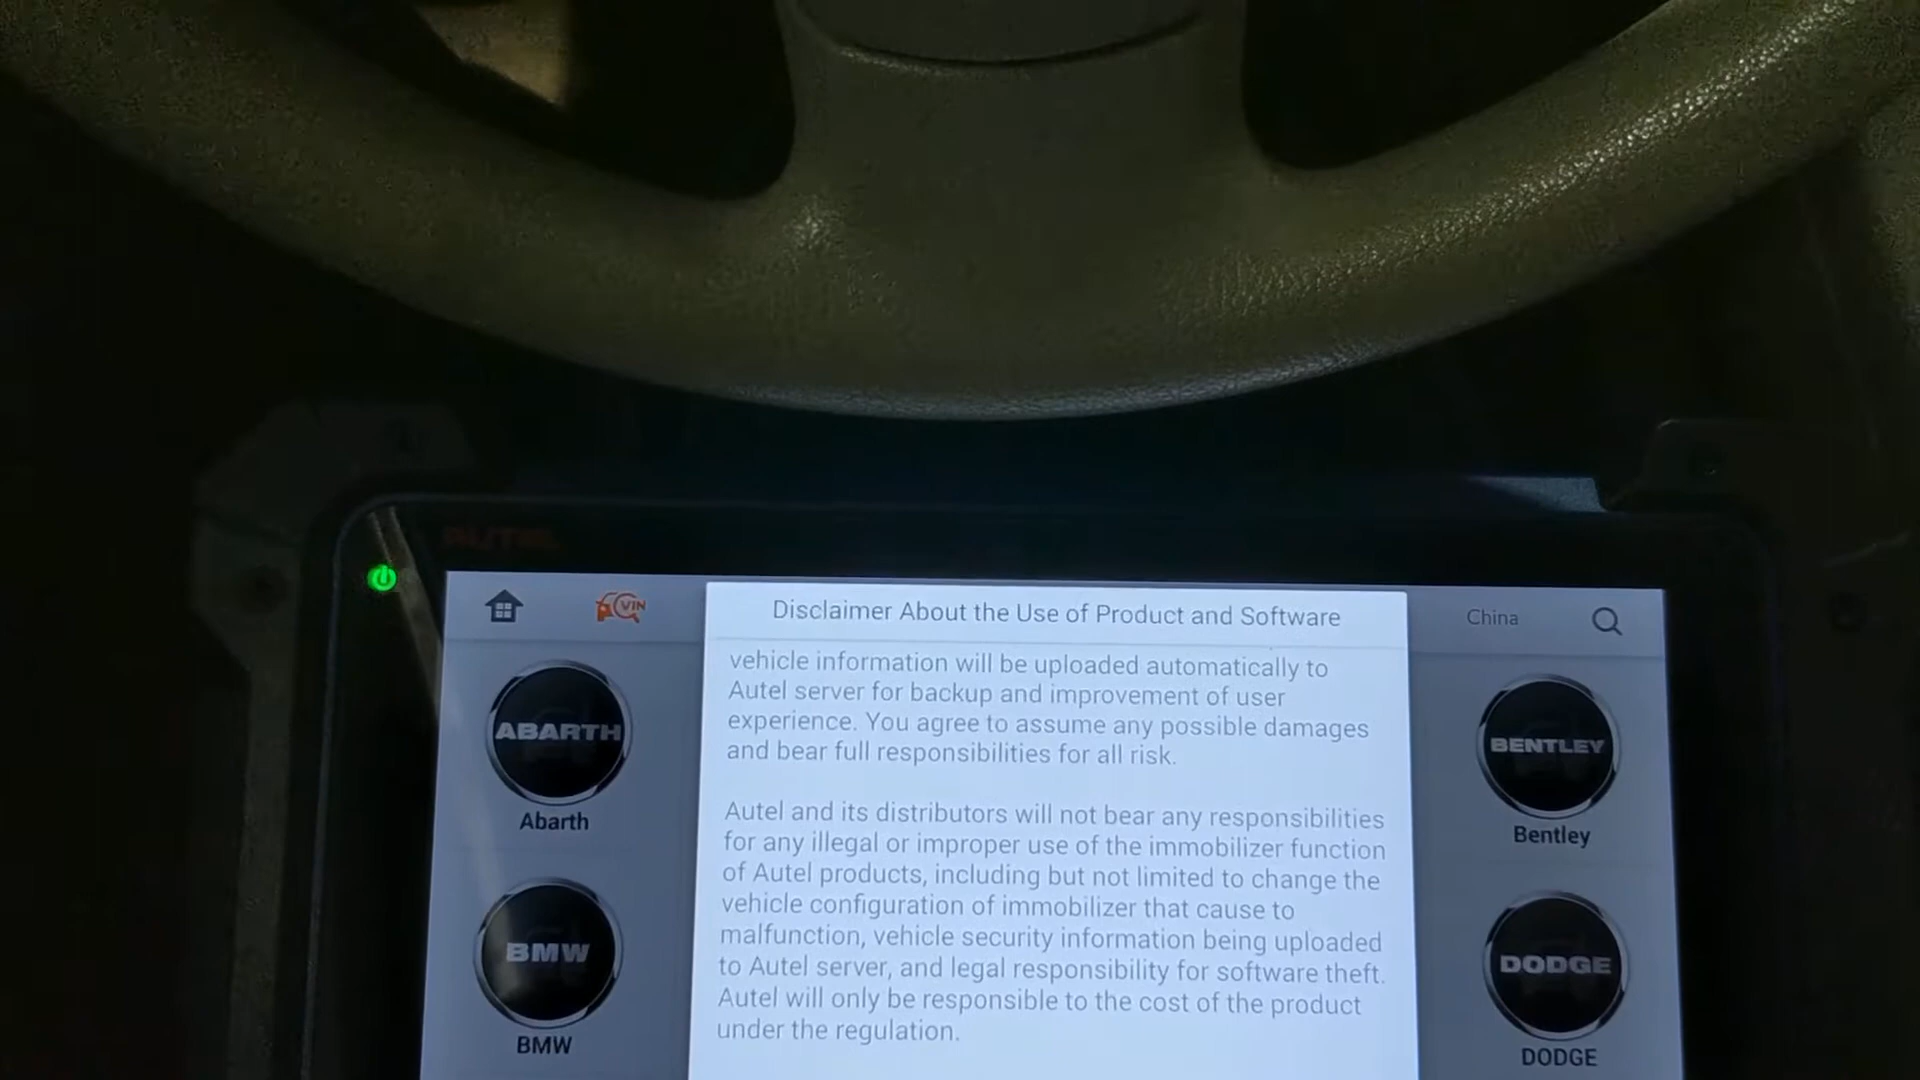 AUTEL
VIN
Disclaimer About the Use of Product and Software
China
vehicle information will be uploaded automatically to
Autel server for backup and improvement of user
experience. You agree to assume any possible damages
and bear full responsibilities for all risk.
Autel and its distributors will not bear any responsibilities
for any illegal or improper use of the immobilizer function
of Autel products, including but not limited to change the
vehicle configuration of immobilizer that cause to
malfunction, vehicle security information being uploaded
to Autel server, and legal responsibility for software theft.
Autel will only be responsible to the cost of the product
under the regulation.
ABARTH
Abarth
BMW
BMW
BENTLEY
Bentley
DODGE
DODGE